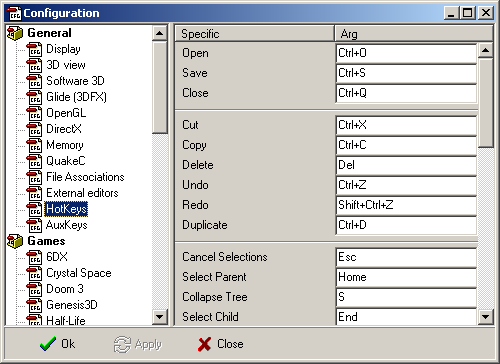 Configuration
General
Display
3D view
Software 3D
Glide (3DFX)
OpenGL
DirectX
Memory
QuakeC
File Associations
External editors
HotKeys
AuxKeys
Games
6DX
Crystal Space
Doom 3
Genesis3D
Half-Life
Specific Arg
Open Ctrl+O
Save Ctrl+S
Close Ctrl+Q
Cut Ctrl+X
Copy Ctrl+C
Delete Del
Undo Ctrl+Z
Redo Shift+Ctrl+Z
Duplicate Ctrl+D
Cancel Selections Esc
Select Parent Home
Collapse Tree S
Select Child End
Ok Apply Close